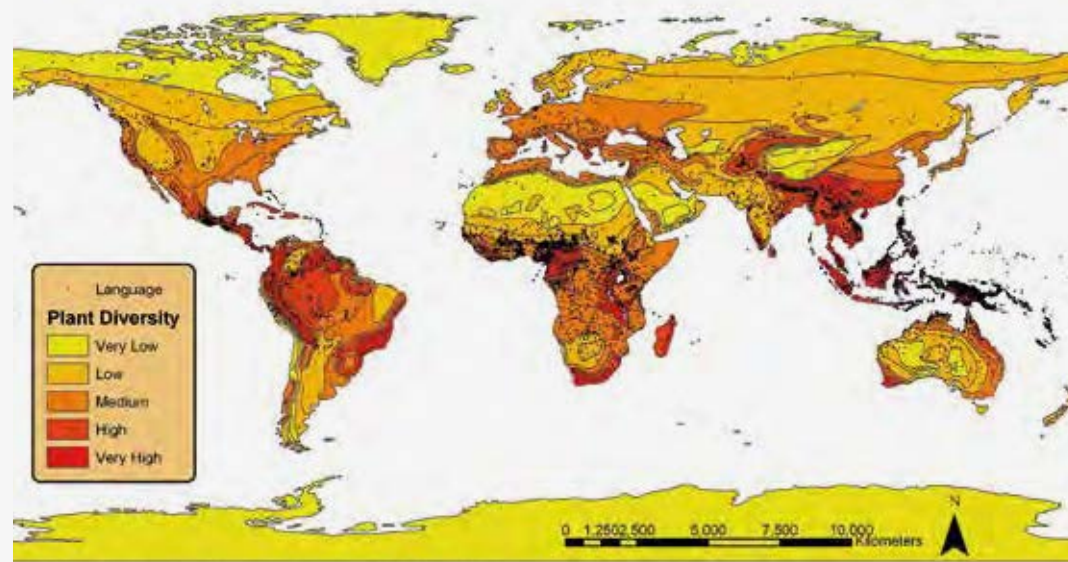 Language
Plant Diversity
Very Low
Low
Medium
High
Very High
N
0 1,250 2,500 5,000 7,500 10,000
Kilometers